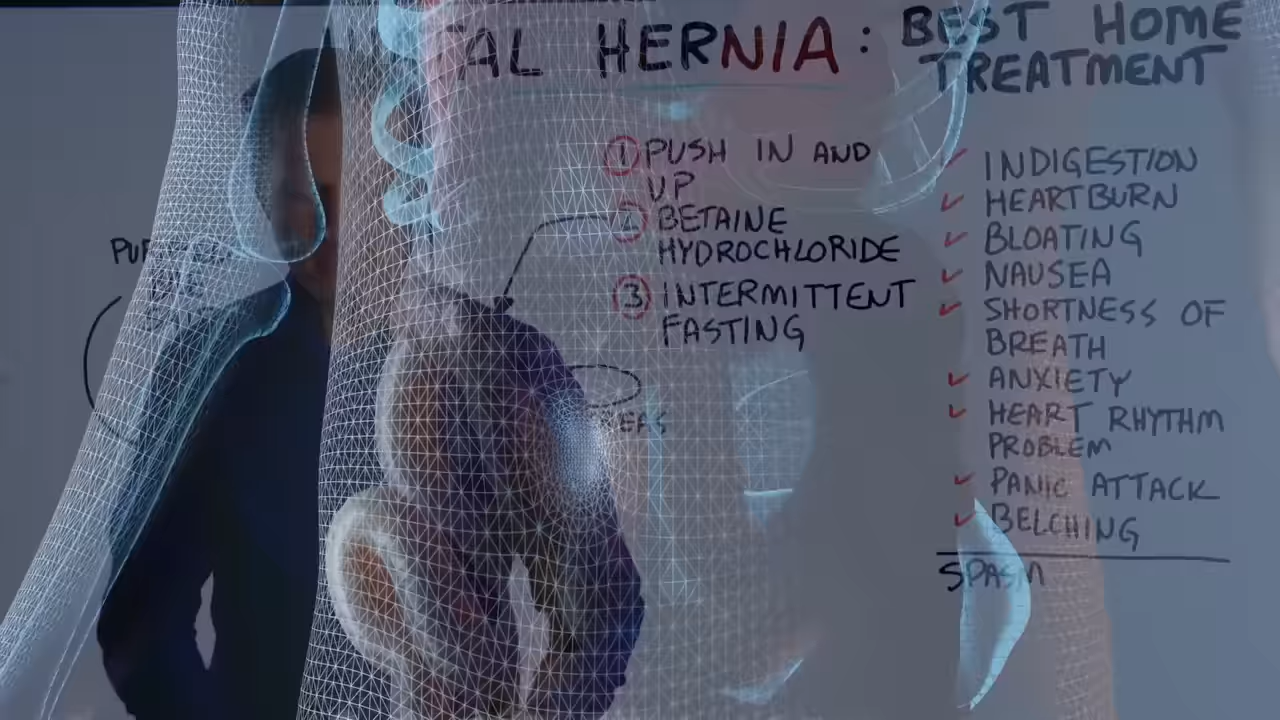 AL HERNIA: BEST HOME
TREATMENT
① PUSH IN AND
UP
② BETAINE
HYDROCHLORIDE
③ INTERMITTENT
FASTING
✓ INDIGESTION
✓ HEARTBURN
✓ BLOATING
✓ NAUSEA
✓ SHORTNESS OF
BREATH
✓ ANXIETY
✓ HEART RHYTHM
PROBLEM
✓ PANIC ATTACK
✓ BELCHING
SPASM